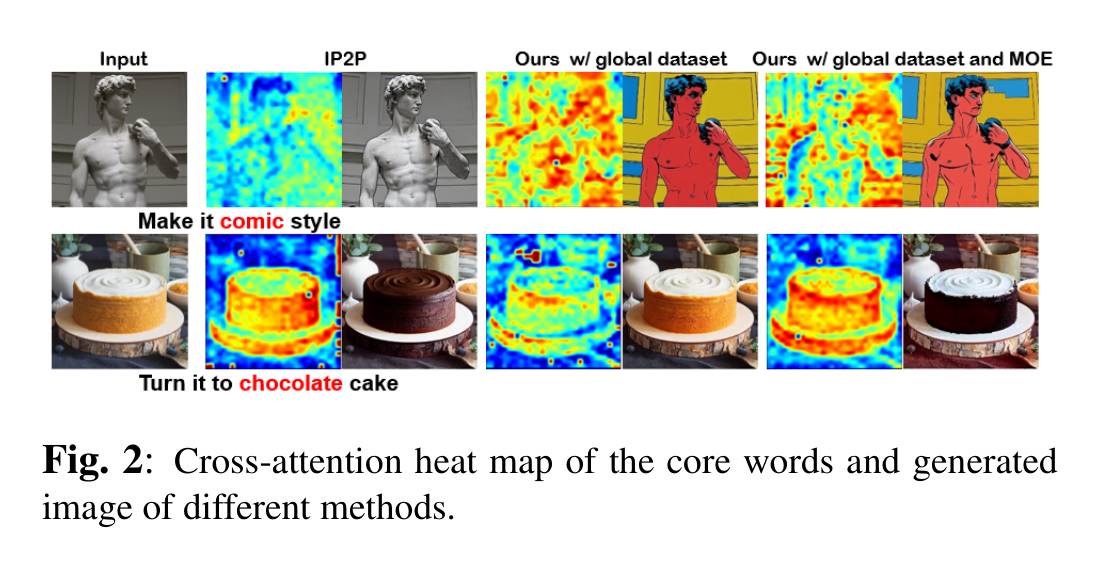 Input IP2P Ours w/ global dataset Ours w/ global dataset and MOE
Make it comic style
Turn it to chocolate cake
Fig. 2: Cross-attention heat map of the core words and generated
image of different methods.